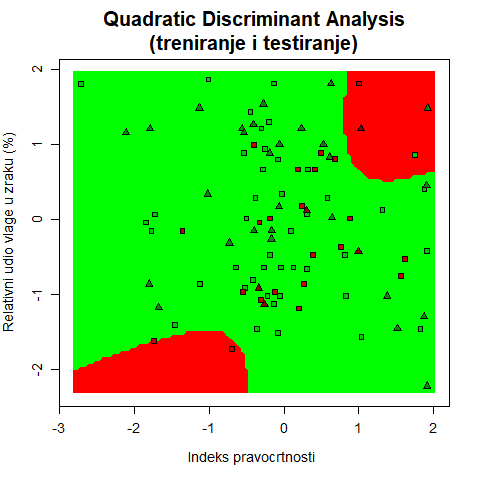 Quadratic Discriminant Analysis
(treniranje i testiranje)
Relativni udio vlage u zraku (%)
2
1
0
-1
-2
-3
-2
-1
0
1
2
Indeks pravocrtnosti